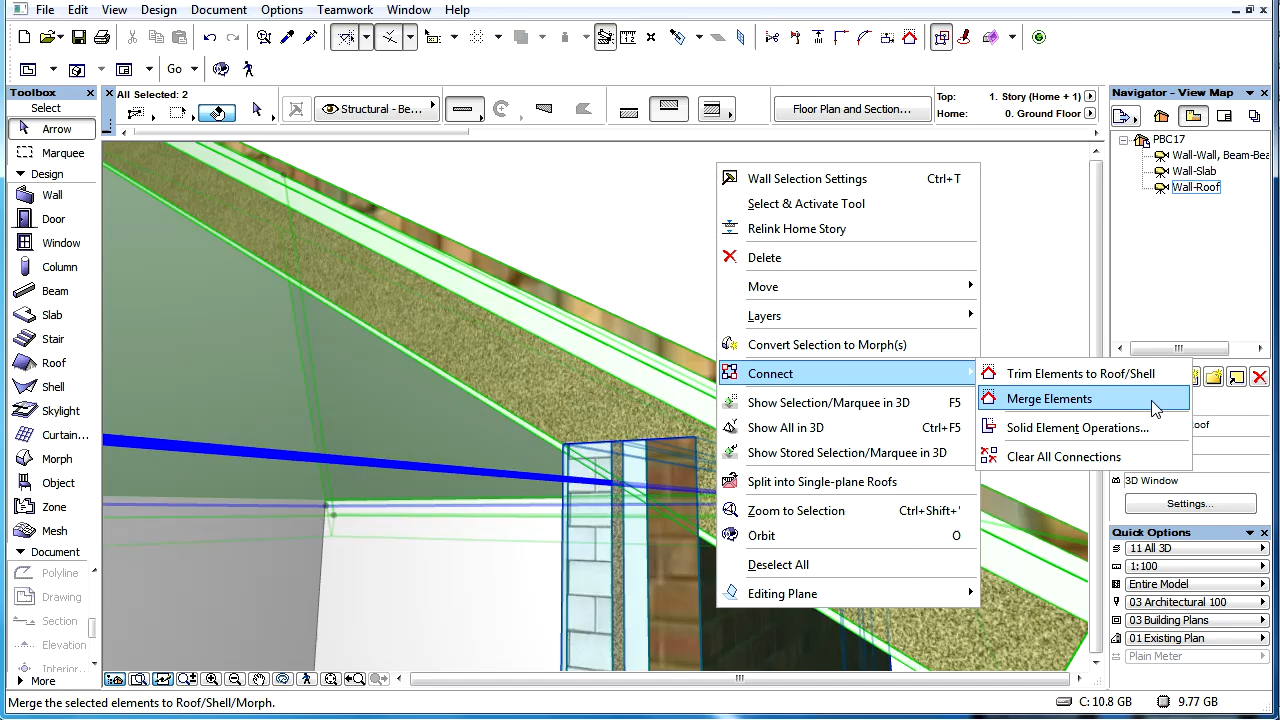 File Edit View Design Document Options Teamwork Window Help
Go
Toolbox
Select
Arrow
Marquee
Design
Wall
Door
Window
Column
Beam
Slab
Stair
Roof
Shell
Skylight
Curtain...
Morph
Object
Zone
Mesh
Document
Polyline
Drawing
Section
Elevation
Interior
More
All Selected: 2
Structural - Be...
Floor Plan and Section...
Top: 1. Story (Home + 1)
Home: 0. Ground Floor
Wall Selection Settings Ctrl+T
Select & Activate Tool
Relink Home Story
Delete
Move
Layers
Convert Selection to Morph(s)
Connect
Show Selection/Marquee in 3D F5
Show All in 3D Ctrl+F5
Show Stored Selection/Marquee in 3D
Split into Single-plane Roofs
Zoom to Selection Ctrl+Shift+'
Orbit O
Deselect All
Editing Plane
Trim Elements to Roof/Shell
Merge Elements
Solid Element Operations...
Clear All Connections
Navigator - View Map
PBC17
Wall-Wall, Beam-Bea
Wall-Slab
Wall-Roof
oof
3D Window
Settings...
Quick Options
11 All 3D
1:100
Entire Model
03 Architectural 100
03 Building Plans
01 Existing Plan
Plain Meter
Merge the selected elements to Roof/Shell/Morph.
C: 10.8 GB 9.77 GB